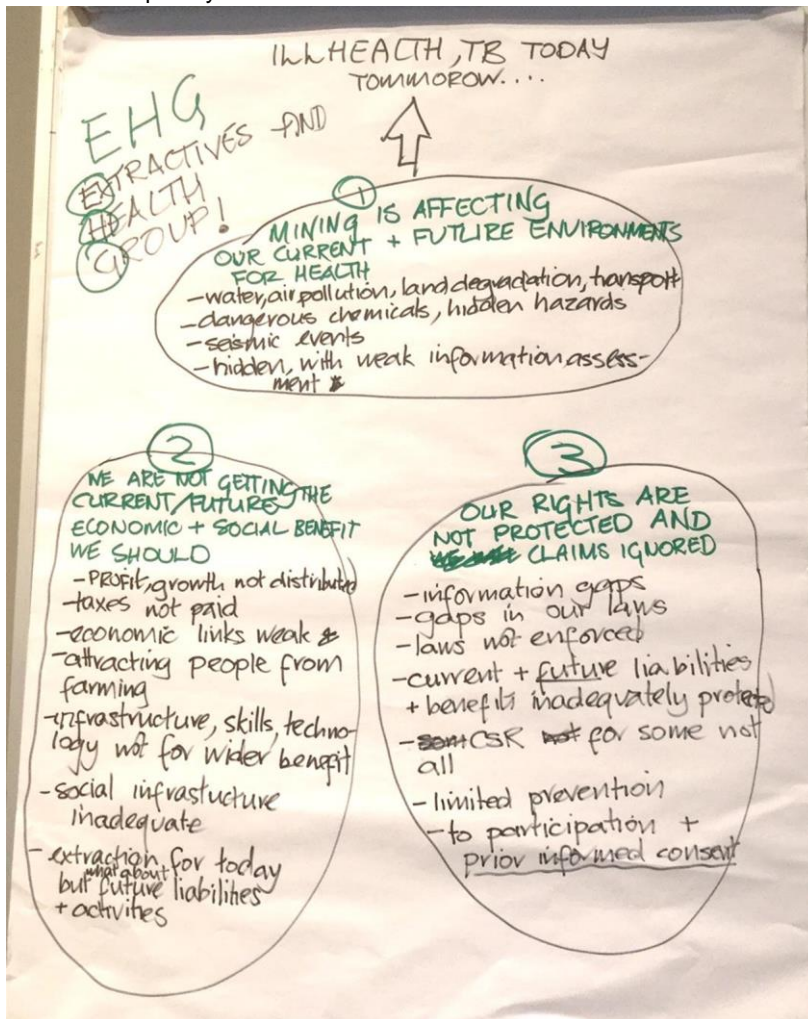 ILL HEALTH, TB TODAY
TOMMOROW....
EHG
EXTRACTIVES AND
HEALTH
GROUP!
1
MINING IS AFFECTING
OUR CURRENT + FUTURE ENVIRONMENTS
FOR HEALTH
-water, air pollution, land degradation, transport
-dangerous chemicals, hidden hazards
-seismic events
-hidden, with weak information, assess-
ment
2
WE ARE NOT GETTING THE
CURRENT/FUTURE
ECONOMIC + SOCIAL BENEFIT
WE SHOULD
-PROFIT, growth not distributed
-taxes not paid
-economic links weak &
-attracting people from
farming
-infrastructure, skills, techno-
logy not for wider benefit
-social infrastucture
inadequate
- extraction for today
what about
but future liabilities
+ activities
3
OUR RIGHTS ARE
NOT PROTECTED AND
CLAIMS IGNORED
-information gaps
-gaps in our laws
-laws not enforced
-current + future liabilities
+ benefits inadequately
-CSR for some not
all
-limited prevention
-to participation +
prior informed consent